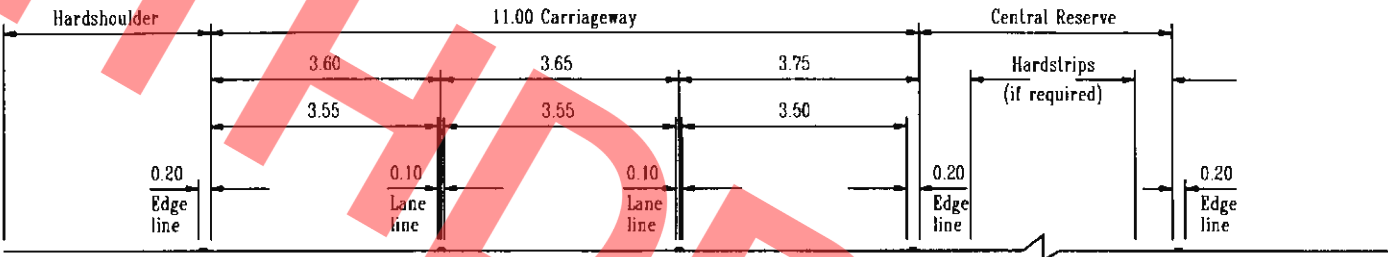 Hardshoulder 11.00 Carriageway Central Reserve
3.60 3.65 3.75 Hardstrips
(if required)
3.55 3.55 3.50
0.20 0.10 0.10 0.20 0.20
Edge Lane Lane Edge Edge
line line line line line